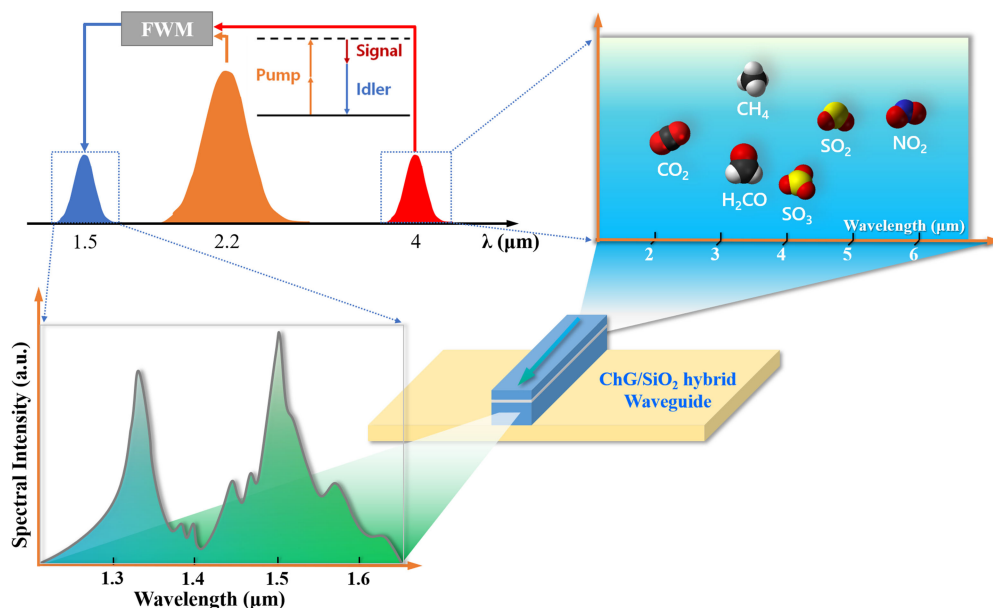 FWM
Pump
Signal
Idler
1.5
2.2
4
λ (μm)
CH₄
CO₂
H₂CO
SO₃
SO₂
NO₂
Wavelength (μm)
2
3
4
5
6
ChG/SiO₂ hybrid
Waveguide
Spectral Intensity (a.u.)
1.3
1.4
1.5
1.6
Wavelength (μm)